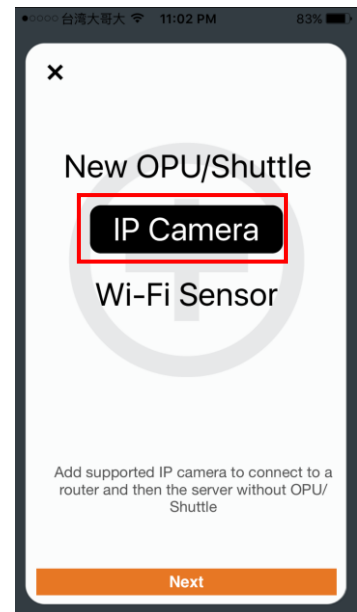 台湾大哥大 11:02 PM 83%
×
New OPU/Shuttle
IP Camera
Wi-Fi Sensor
Add supported IP camera to connect to a
router and then the server without OPU/
Shuttle
Next